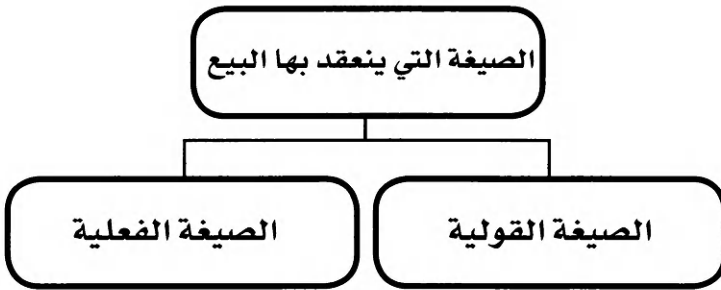 الصيغة التي ينعقد بها البيع
الصيغة القولية
الصيغة الفعلية